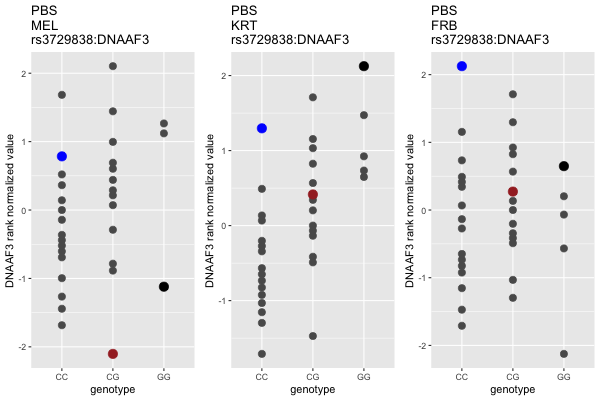 PBS
MEL
rs3729838:DNAAF3
DNAAF3 rank normalized value
2
1
0
-1
-2
CC
CG
GG
genotype
PBS
KRT
rs3729838:DNAAF3
DNAAF3 rank normalized value
2
1
0
-1
CC
CG
GG
genotype
PBS
FRB
rs3729838:DNAAF3
DNAAF3 rank normalized value
2
1
0
-1
-2
CC
CG
GG
genotype